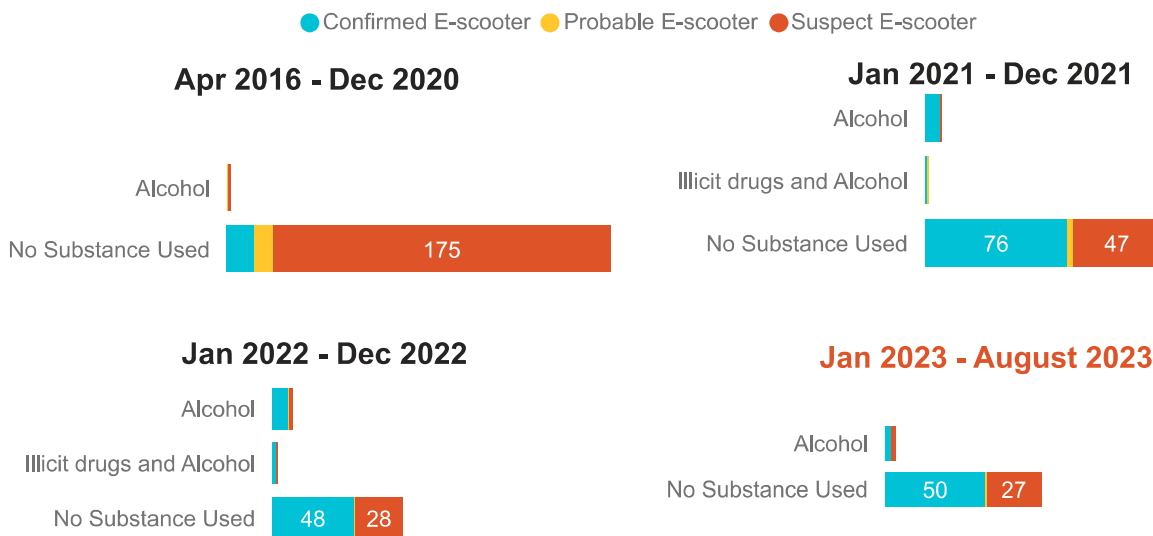 Confirmed E-scooter Probable E-scooter Suspect E-scooter
Apr 2016 - Dec 2020
Alcohol
No Substance Used 175
Jan 2021 - Dec 2021
Alcohol
Illicit drugs and Alcohol
No Substance Used 76 47
Jan 2022 - Dec 2022
Alcohol
Illicit drugs and Alcohol
No Substance Used 48 28
Jan 2023 - August 2023
Alcohol
No Substance Used 50 27